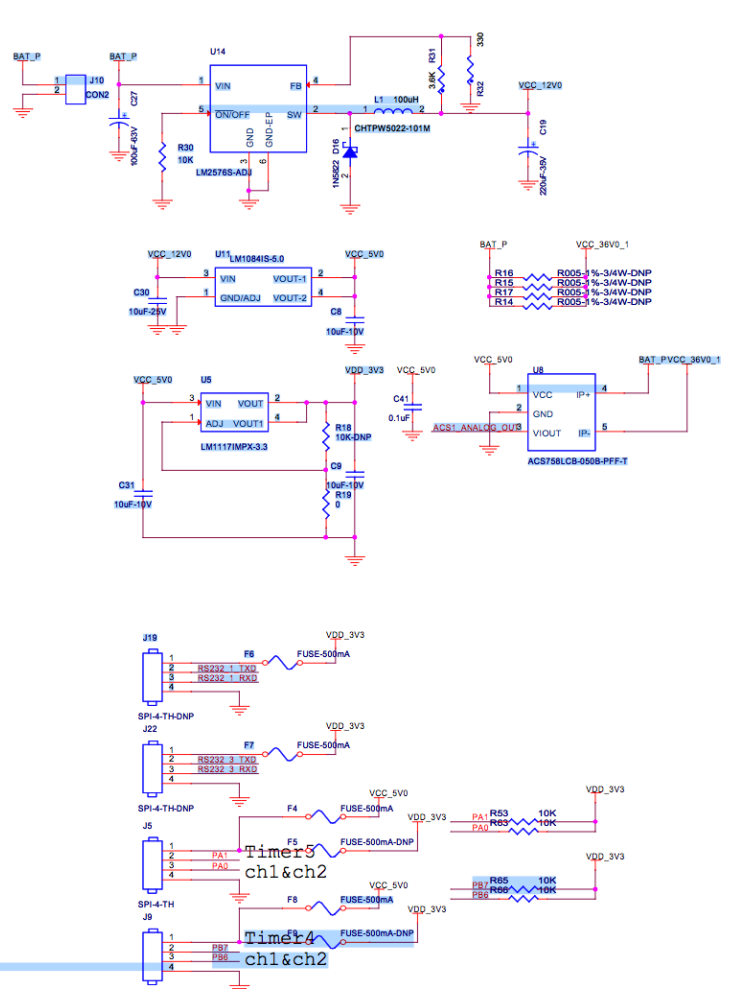 BAT_P
BAT_P
U14
J10
1
2
CON2
C27
100uF-63V
1 VIN
FB 4
5 ON/OFF
SW 2
GND
GND-EP
3
6
LM2576S-ADJ
R30
10K
R31
3.6K
330
R32
L1 100uH
1 2
CHTPW5022-101M
1
D16
1N5822
2
VCC_12V0
C19
220uF-35V
VCC_12V0
U11
LM1084IS-5.0
VCC_5V0
3 VIN VOUT-1 2
1 GND/ADJ VOUT-2 4
C30
10uF-25V
C8
10uF-10V
BAT_P
VCC_36V0_1
R16 R005-1%-3/4W-DNP
R15 R005-1%-3/4W-DNP
R17 R005-1%-3/4W-DNP
R14 R005-1%-3/4W-DNP
VCC_5V0
U5
VDD_3V3
3 VIN VOUT 2
1 ADJ VOUT1 4
LM1117IMPX-3.3
R18
10K-DNP
C9
10uF-10V
R19
0
C31
10uF-10V
VCC_5V0
C41
0.1uF
VCC_5V0
U8
BAT_P
VCC_36V0_1
1 VCC IP+ 4
2 GND
ACS1_ANALOG_OUT
3 VIOUT IP- 5
ACS758LCB-050B-PFF-T
J19
VDD_3V3
F6 FUSE-500mA
1
2 RS232_1_TXD
3 RS232_1_RXD
4
SPI-4-TH-DNP
J22
VDD_3V3
F7 FUSE-500mA
1
2 RS232_3_TXD
3 RS232_3_RXD
4
SPI-4-TH-DNP
VCC_5V0
F4 FUSE-500mA
VDD_3V3
J5
F5 FUSE-500mA-DNP
1
2 PA1
3 PA0
4
Timer5
ch1&ch2
SPI-4-TH
VDD_3V3
PA1 R53 10K
PA0 R63 10K
VCC_5V0
F8 FUSE-500mA
VDD_3V3
J9
F9 FUSE-500mA-DNP
1
2 PB7
3 PB6
4
Timer4
ch1&ch2
VDD_3V3
PB7 R65 10K
PB6 R66 10K